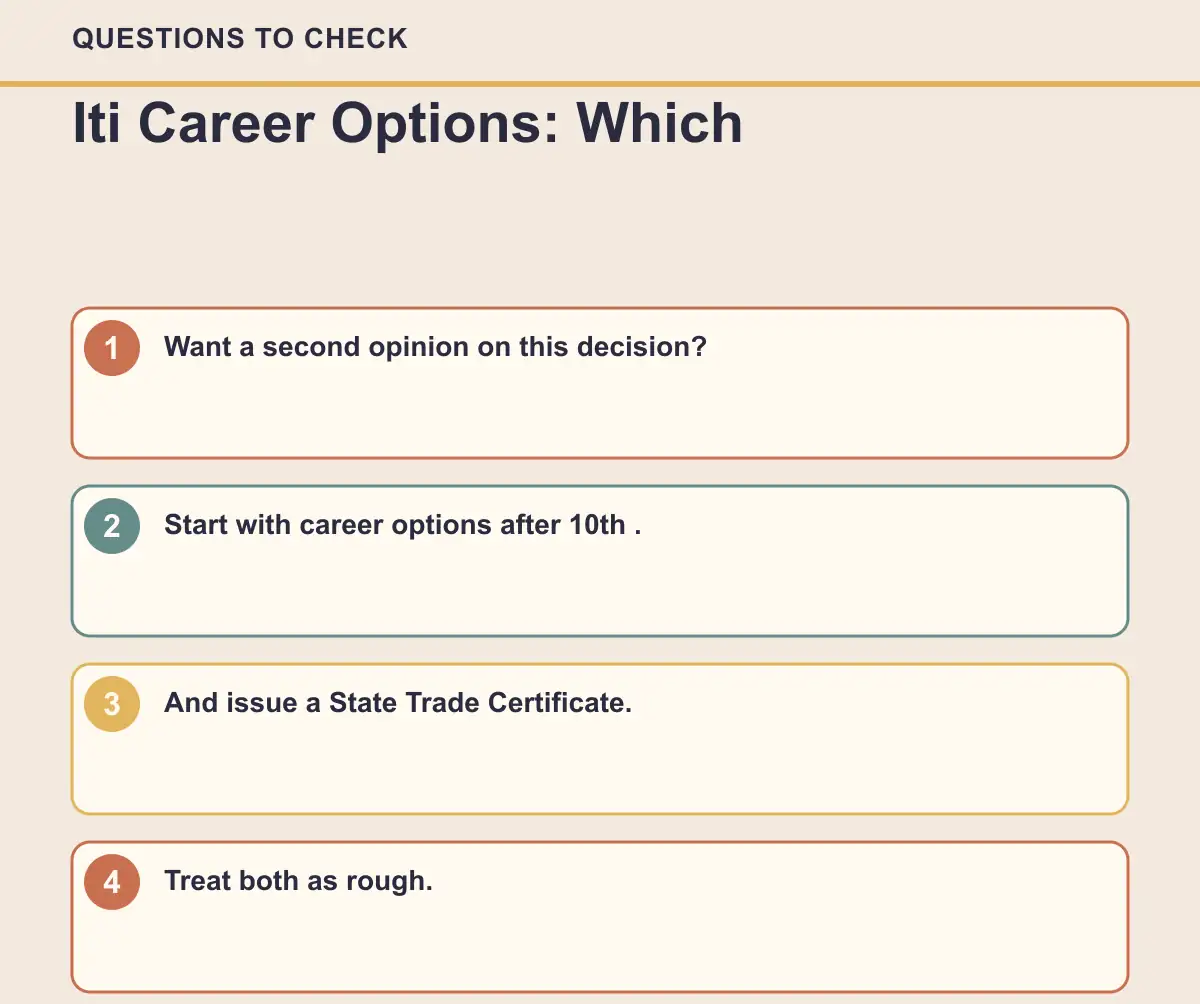 QUESTIONS TO CHECK
Iti Career Options: Which
1 Want a second opinion on this decision?
2 Start with career options after 10th .
3 And issue a State Trade Certificate.
4 Treat both as rough.